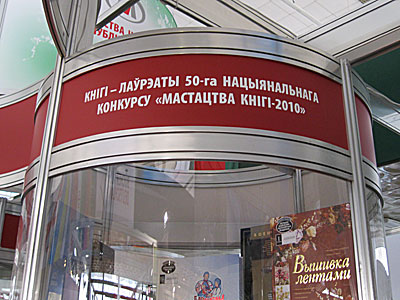 КНІГІ – ЛАЎРЭАТЫ 50-га НАЦЫЯНАЛЬНАГА
КОНКУРСУ «МАСТАЦТВА КНІГІ-2010»
Вышивка
лентами